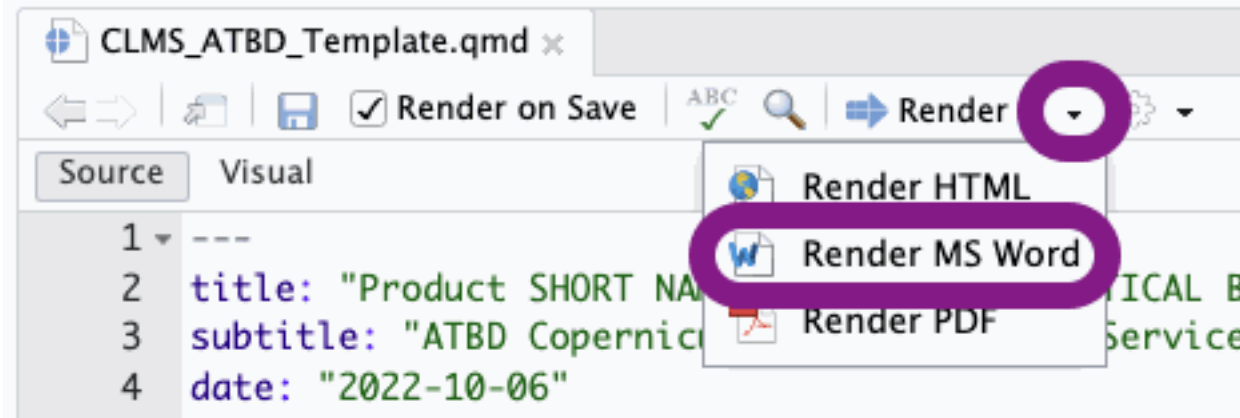 CLMS_ATBD_Template.qmd
Render on Save ABC Render
Source Visual
Render HTML
Render MS Word
Render PDF
1 ---
2 title: "Product SHORT NA TICAL B
3 subtitle: "ATBD Copernicu Service
4 date: "2022-10-06"